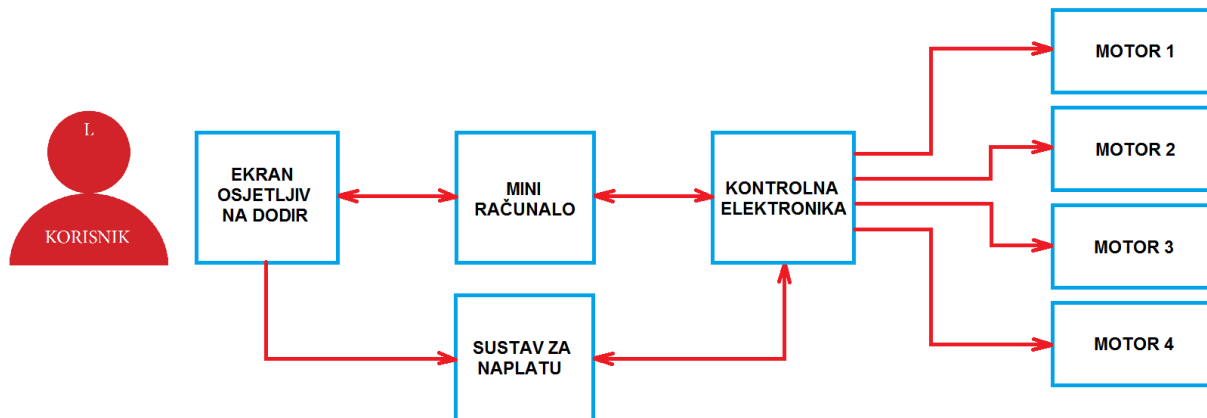 L
KORISNIK
EKRAN
OSJETLJIV
NA DODIR
MINI
RAČUNALO
KONTROLNA
ELEKTRONIKA
SUSTAV ZA
NAPLATU
MOTOR 1
MOTOR 2
MOTOR 3
MOTOR 4